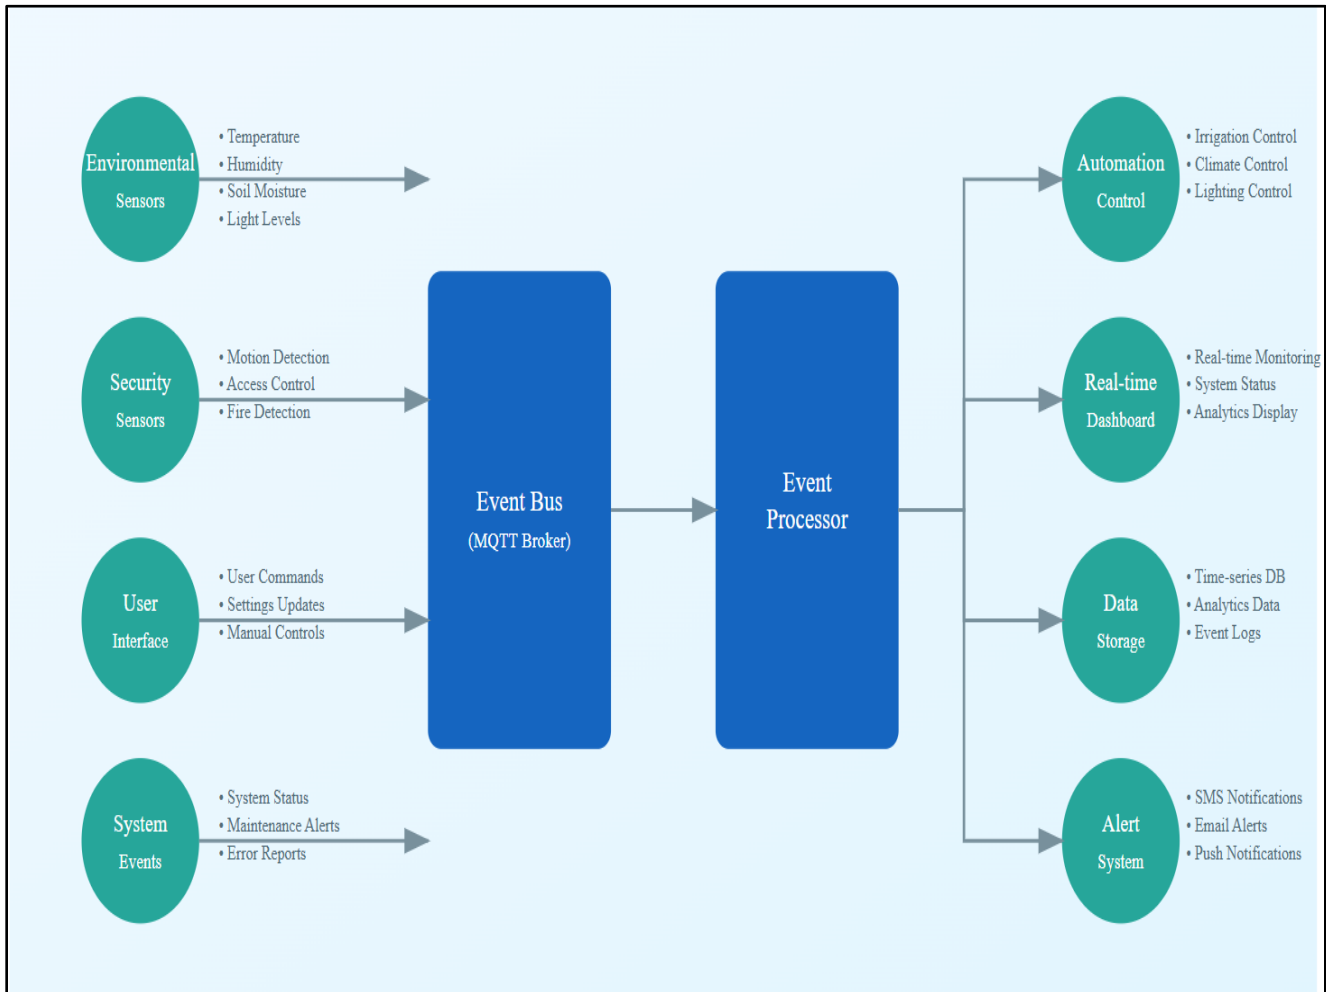 Environmental
Sensors
• Temperature
• Humidity
• Soil Moisture
• Light Levels
Security
Sensors
• Motion Detection
• Access Control
• Fire Detection
User
Interface
• User Commands
• Settings Updates
• Manual Controls
System
Events
• System Status
• Maintenance Alerts
• Error Reports
Event Bus
(MQTT Broker)
Event
Processor
Automation
Control
• Irrigation Control
• Climate Control
• Lighting Control
Real-time
Dashboard
• Real-time Monitoring
• System Status
• Analytics Display
Data
Storage
• Time-series DB
• Analytics Data
• Event Logs
Alert
System
• SMS Notifications
• Email Alerts
• Push Notifications